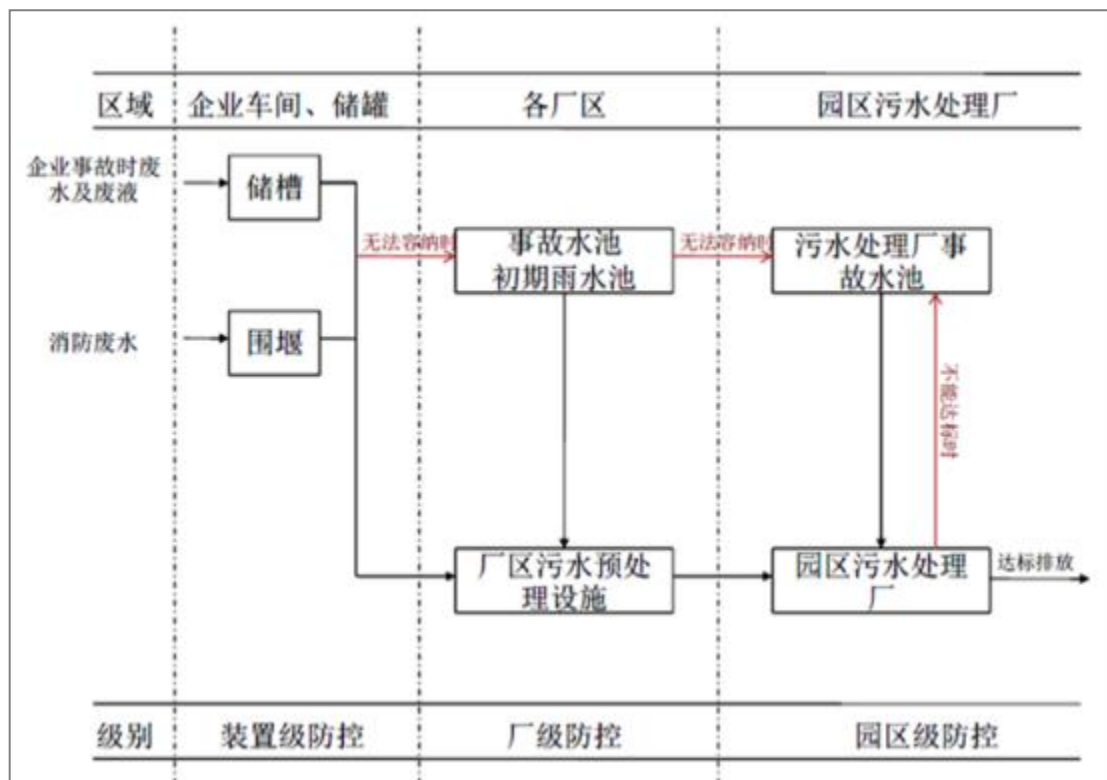 区域
企业车间、储罐
各厂区
园区污水处理厂
企业事故时废
水及废液
储槽
无法容纳时
事故水池
初期雨水池
无法容纳时
污水处理厂事
故水池
消防废水
围堰
不能达标时
厂区污水预处
理设施
园区污水处理
厂
达标排放
级别
装置级防控
厂级防控
园区级防控